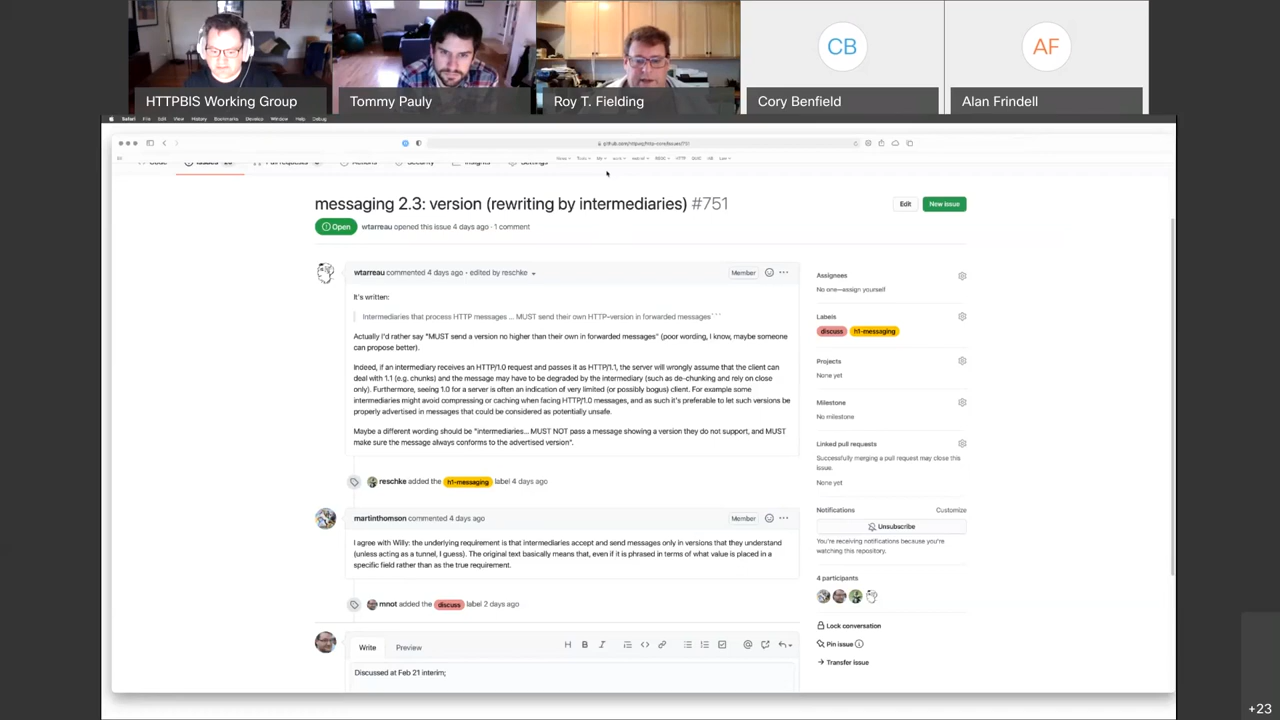 HTTPBIS Working Group
Tommy Pauly
Roy T. Fielding
CB
Cory Benfield
AF
Alan Frindell
Safari File Edit View History Bookmarks Develop Window Help Debug
messaging 2.3: version (rewriting by intermediaries) #751
Edit
New issue
Open
wtarreau opened this issue 4 days ago · 1 comment
wtarreau commented 4 days ago • edited by reschke
Member
It's written:
Intermediaries that process HTTP messages ... MUST send their own HTTP-version in forwarded messages```
Actually I'd rather say "MUST send a version no higher than their own in forwarded messages" (poor wording, I know, maybe someone
can propose better).
Indeed, if an intermediary receives an HTTP/1.0 request and passes it as HTTP/1.1, the server will wrongly assume that the client can
deal with 1.1 (e.g. chunks) and the message may have to be degraded by the intermediary (such as de-chunking and rely on close
only). Furthermore, seeing 1.0 for a server is often an indication of very limited (or possibly bogus) client. For example some
intermediaries might avoid compressing or caching when facing HTTP/1.0 messages, and as such it's preferable to let such versions be
properly advertised in messages that could be considered as potentially unsafe.
Maybe a different wording should be "intermediaries... MUST NOT pass a message showing a version they do not support, and MUST
make sure the message always conforms to the advertised version".
reschke added the h1-messaging label 4 days ago
martinthomson commented 4 days ago
Member
I agree with Willy: the underlying requirement is that intermediaries accept and send messages only in versions that they understand
(unless acting as a tunnel, I guess). The original text basically means that, even if it is phrased in terms of what value is placed in a
specific field rather than as the true requirement.
mnot added the discuss label 2 days ago
Write
Preview
Discussed at Feb 21 interim;
Assignees
No one—assign yourself
Labels
discuss
h1-messaging
Projects
None yet
Milestone
No milestone
Linked pull requests
Successfully merging a pull request may close this
issue.
None yet
Notifications
Customize
Unsubscribe
You're receiving notifications because you're
watching this repository.
4 participants
Lock conversation
Pin issue
Transfer issue
+23